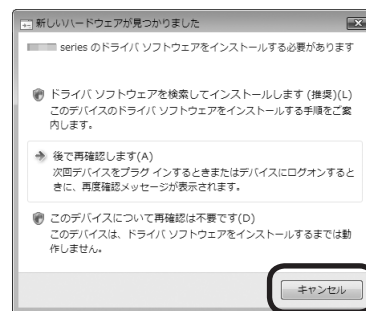 新しいハードウェアが見つかりました
series のドライバ ソフトウェアをインストールする必要があります
ドライバ ソフトウェアを検索してインストールします (推奨)(L)
このデバイスのドライバ ソフトウェアをインストールする手順をご案
内します。
後で再確認します(A)
次回デバイスをプラグ インするときまたはデバイスにログオンすると
きに、再度確認メッセージが表示されます。
このデバイスについて再確認は不要です(D)
このデバイスは、ドライバ ソフトウェアをインストールするまでは動
作しません。
キャンセル